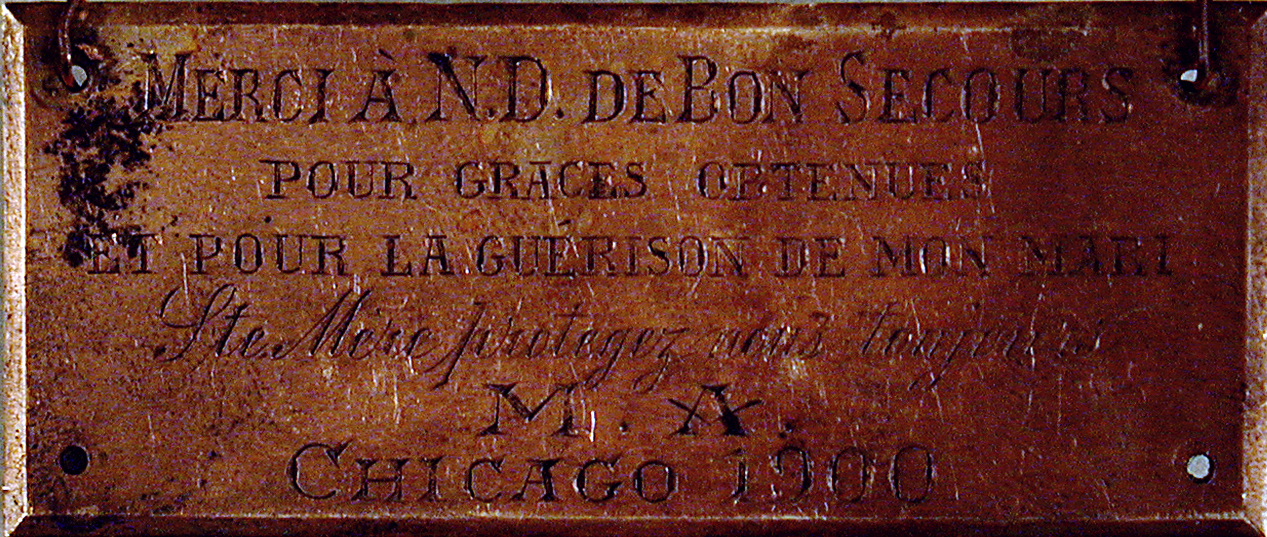 MERCI À N.D. DE BON SECOURS
POUR GRACES OBTENUES
ET POUR LA GUÉRISON DE MON MARI
Ste Mère protegez nous toujours
M. A.
CHICAGO 1900